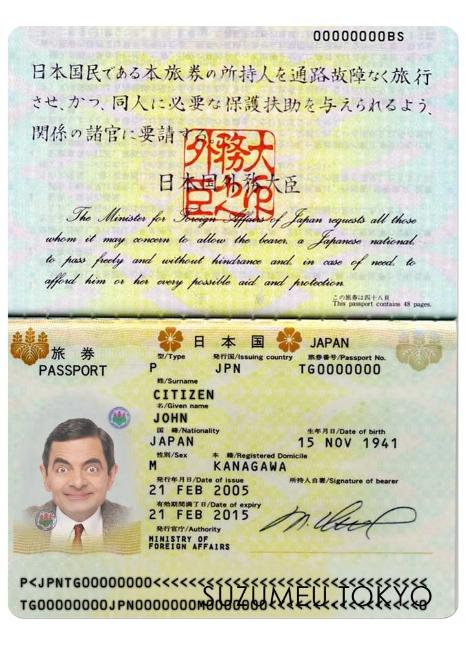 00000000BS
日本国民である本旅券の所持人を通路故障なく旅行
させ、かつ、同人に必要な保護扶助を与えられるよう、
関係の諸官に要請する。
日本国外務大臣
The Minister for Foreign Affairs of Japan requests all those
whom it may concern to allow the bearer, a Japanese national,
to pass freely and without hindrance and, in case of need, to
afford him or her every possible aid and protection.
この旅券は四十八頁
This passport contains 48 pages.
旅券
PASSPORT
日本国 JAPAN
型/Type 発行国/Issuing country 旅券番号/Passport No.
P JPN TG0000000
姓/Surname
CITIZEN
名/Given name
JOHN
国籍/Nationality 生年月日/Date of birth
JAPAN 15 NOV 1941
性別/Sex 本籍/Registered Domicile
M KANAGAWA
発行年月日/Date of issue 所持人自署/Signature of bearer
21 FEB 2005
有効期間満了日/Date of expiry
21 FEB 2015
発行官庁/Authority
MINISTRY OF
FOREIGN AFFAIRS
SUZUMEU TOKYO